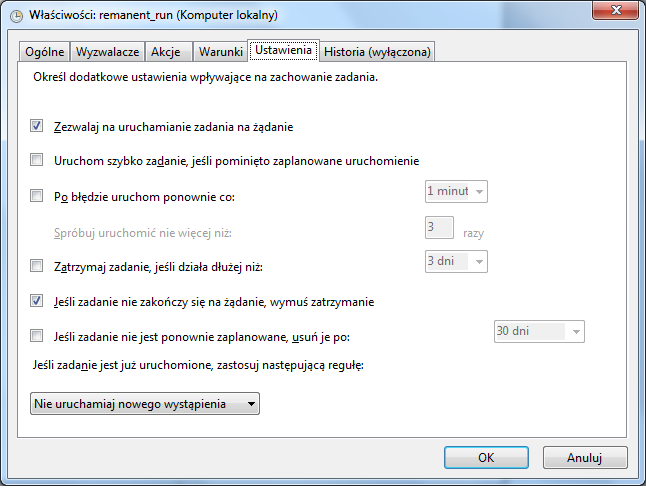 Właściwości: remanent_run (Komputer lokalny)
Ogólne Wyzwalacze Akcje Warunki Ustawienia Historia (wyłączona)
Określ dodatkowe ustawienia wpływające na zachowanie zadania.
Zezwalaj na uruchamianie zadania na żądanie
Uruchom szybko zadanie, jeśli pominięto zaplanowane uruchomienie
Po błędzie uruchom ponownie co: 1 minut
Spróbuj uruchomić nie więcej niż: 3 razy
Zatrzymaj zadanie, jeśli działa dłużej niż: 3 dni
Jeśli zadanie nie zakończy się na żądanie, wymuś zatrzymanie
Jeśli zadanie nie jest ponownie zaplanowane, usuń je po: 30 dni
Jeśli zadanie jest już uruchomione, zastosuj następującą regułę:
Nie uruchamiaj nowego wystąpienia
OK Anuluj